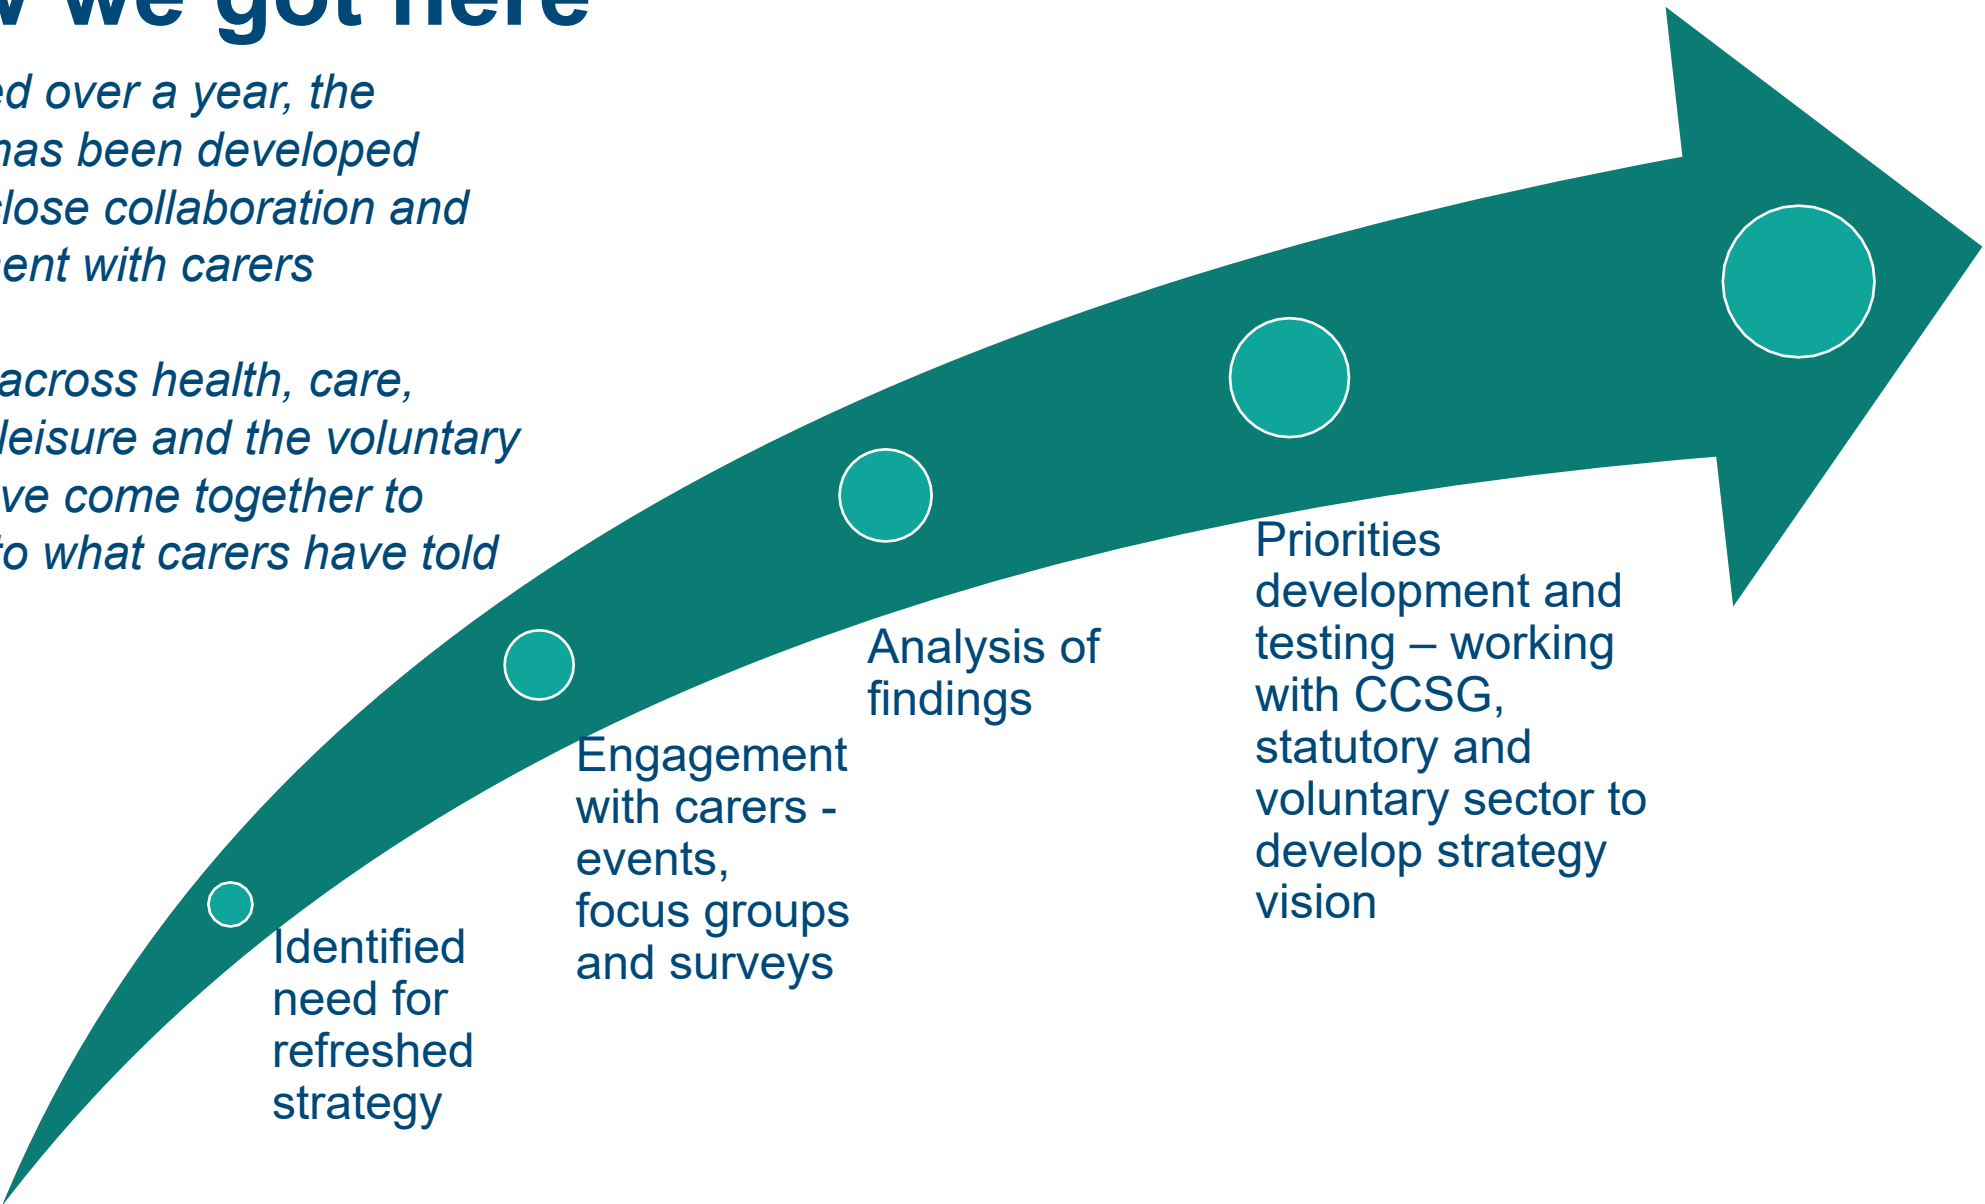 we got here
over a year, the
has been developed
close collaboration and
with carers
across health, care,
leisure and the voluntary
come together to
to what carers have told
Priorities
development and
testing – working
with CCSG,
statutory and
voluntary sector to
develop strategy
vision
Analysis of
findings
Engagement
with carers -
events,
focus groups
and surveys
Identified
need for
refreshed
strategy